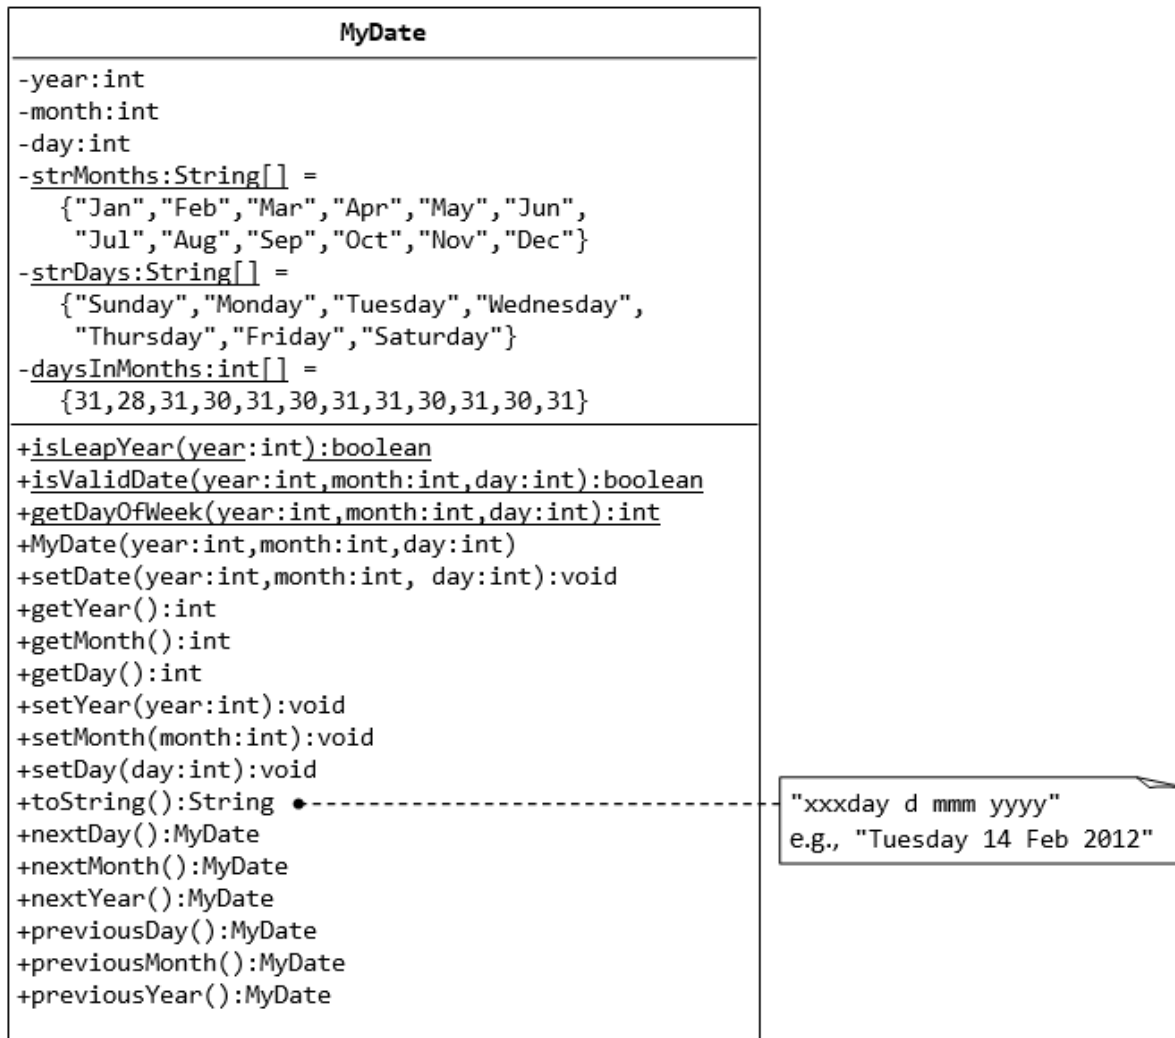 MyDate
-year:int
-month:int
-day:int
-strMonths:String[] =
{"Jan","Feb","Mar","Apr","May","Jun",
"Jul","Aug","Sep","Oct","Nov","Dec"}
-strDays:String[] =
{"Sunday","Monday","Tuesday","Wednesday",
"Thursday","Friday","Saturday"}
-daysInMonths:int[] =
{31,28,31,30,31,30,31,31,30,31,30,31}
+isLeapYear(year:int):boolean
+isValidDate(year:int,month:int,day:int):boolean
+getDayOfWeek(year:int,month:int,day:int):int
+MyDate(year:int,month:int,day:int)
+setDate(year:int,month:int, day:int):void
+getYear():int
+getMonth():int
+getDay():int
+setYear(year:int):void
+setMonth(month:int):void
+setDay(day:int):void
+toString():String
"xxxday d mmm yyyy"
e.g., "Tuesday 14 Feb 2012"
+nextDay():MyDate
+nextMonth():MyDate
+nextYear():MyDate
+previousDay():MyDate
+previousMonth():MyDate
+previousYear():MyDate